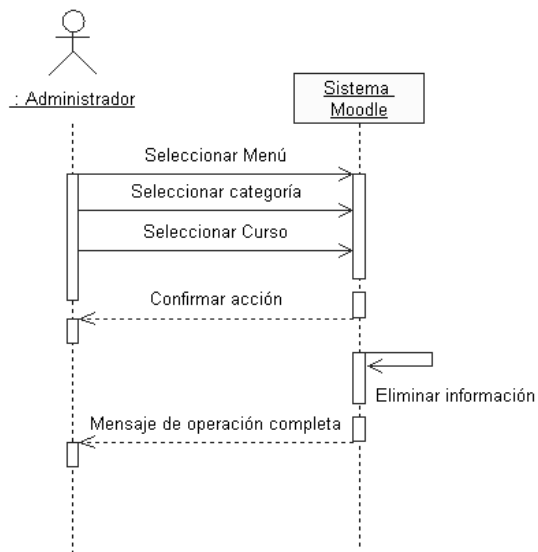 : Administrador
Sistema
Moodle
Seleccionar Menú
Seleccionar categoría
Seleccionar Curso
Confirmar acción
Eliminar información
Mensaje de operación completa